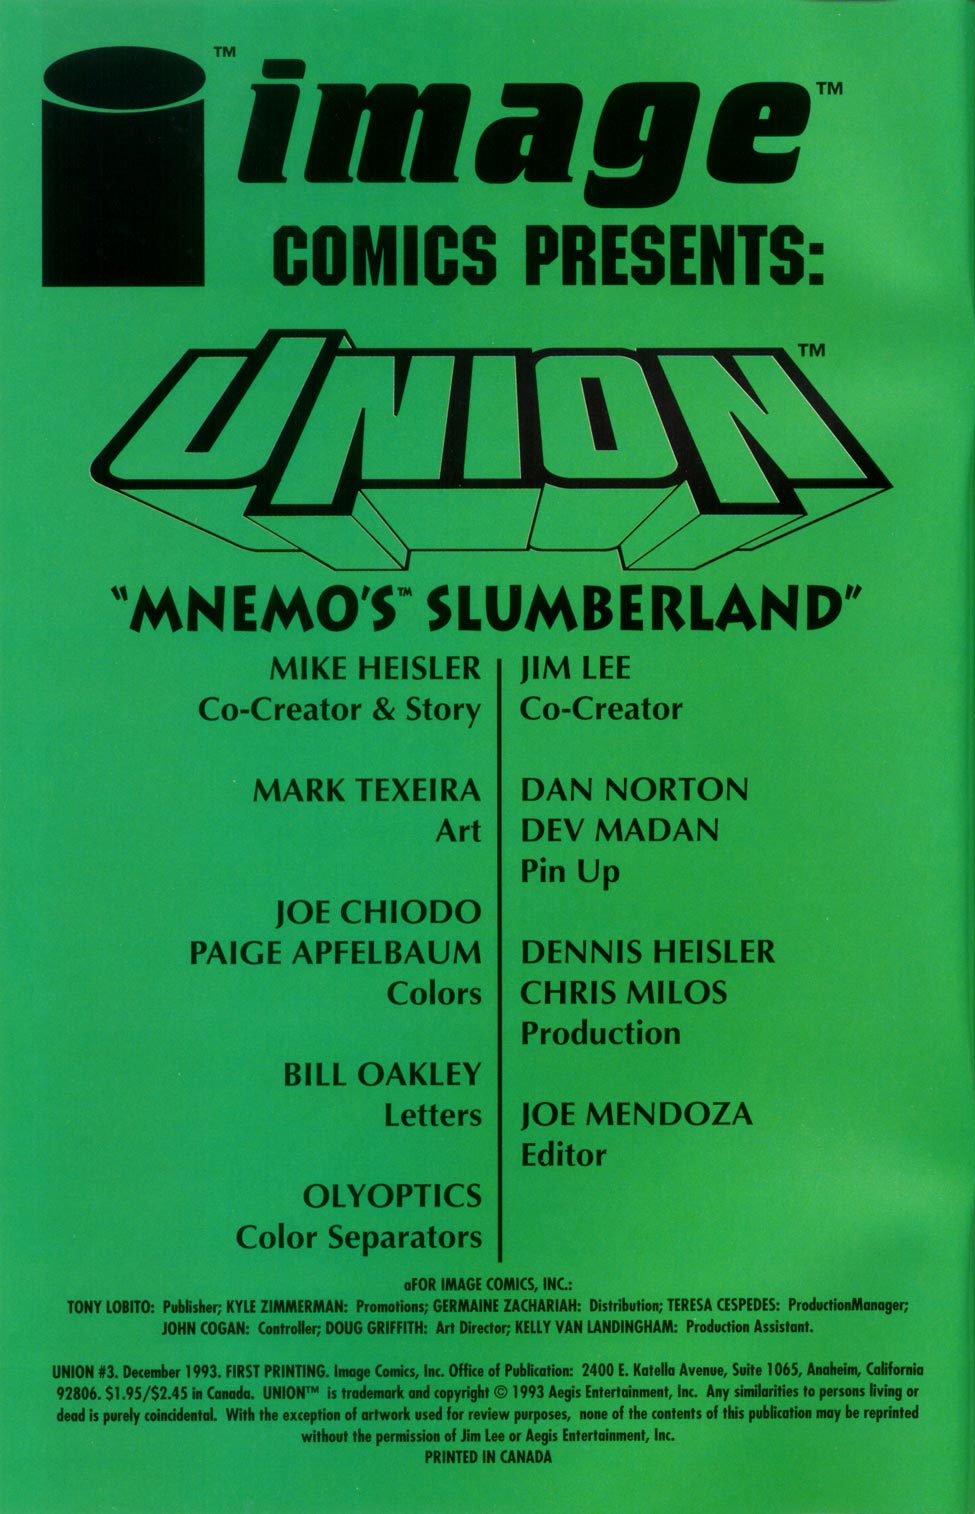 TM
image TM
COMICS PRESENTS:
UNION TM
"MNEMO'S™ SLUMBERLAND"
MIKE HEISLER
Co-Creator & Story
MARK TEXEIRA
Art
JOE CHIODO
PAIGE APFELBAUM
Colors
BILL OAKLEY
Letters
OLYOPTICS
Color Separators
JIM LEE
Co-Creator
DAN NORTON
DEV MADAN
Pin Up
DENNIS HEISLER
CHRIS MILOS
Production
JOE MENDOZA
Editor
aFOR IMAGE COMICS, INC.:
TONY LOBITO: Publisher; KYLE ZIMMERMAN: Promotions; GERMAINE ZACHARIAH: Distribution; TERESA CESPEDES: ProductionManager;
JOHN COGAN: Controller; DOUG GRIFFITH: Art Director; KELLY VAN LANDINGHAM: Production Assistant.
UNION #3. December 1993. FIRST PRINTING. Image Comics, Inc. Office of Publication: 2400 E. Katella Avenue, Suite 1065, Anaheim, California
92806. $1.95/$2.45 in Canada. UNION™ is trademark and copyright © 1993 Aegis Entertainment, Inc. Any similarities to persons living or
dead is purely coincidental. With the exception of artwork used for review purposes, none of the contents of this publication may be reprinted
without the permission of Jim Lee or Aegis Entertainment, Inc.
PRINTED IN CANADA